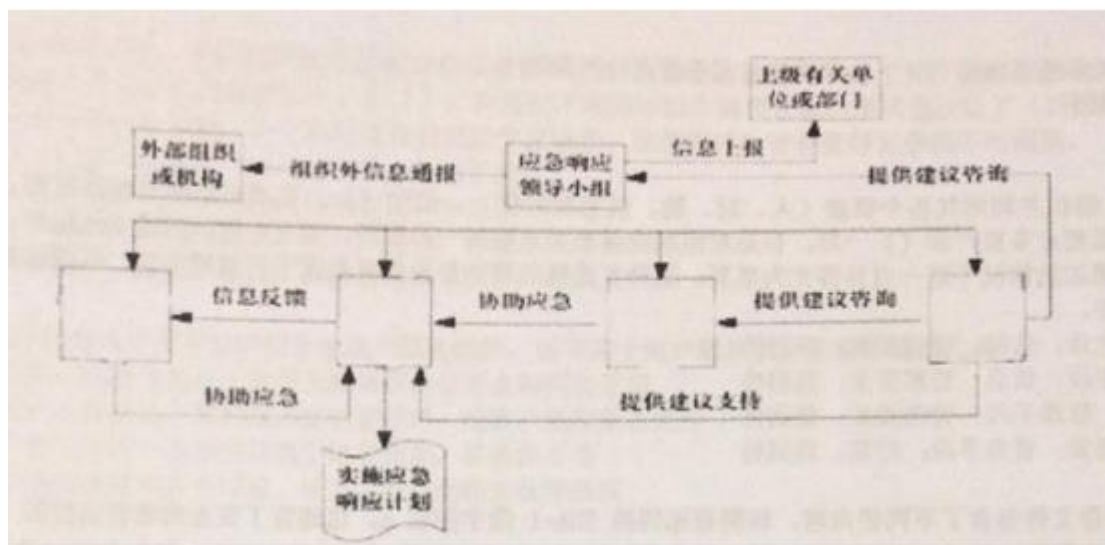 上级有关单
位或部门
外部组织
或机构
组织外信息通报
应急响应
领导小组
信息上报
提供建议咨询
信息反馈
协助应急
提供建议咨询
协助应急
提供建议支持
实施应急
响应计划